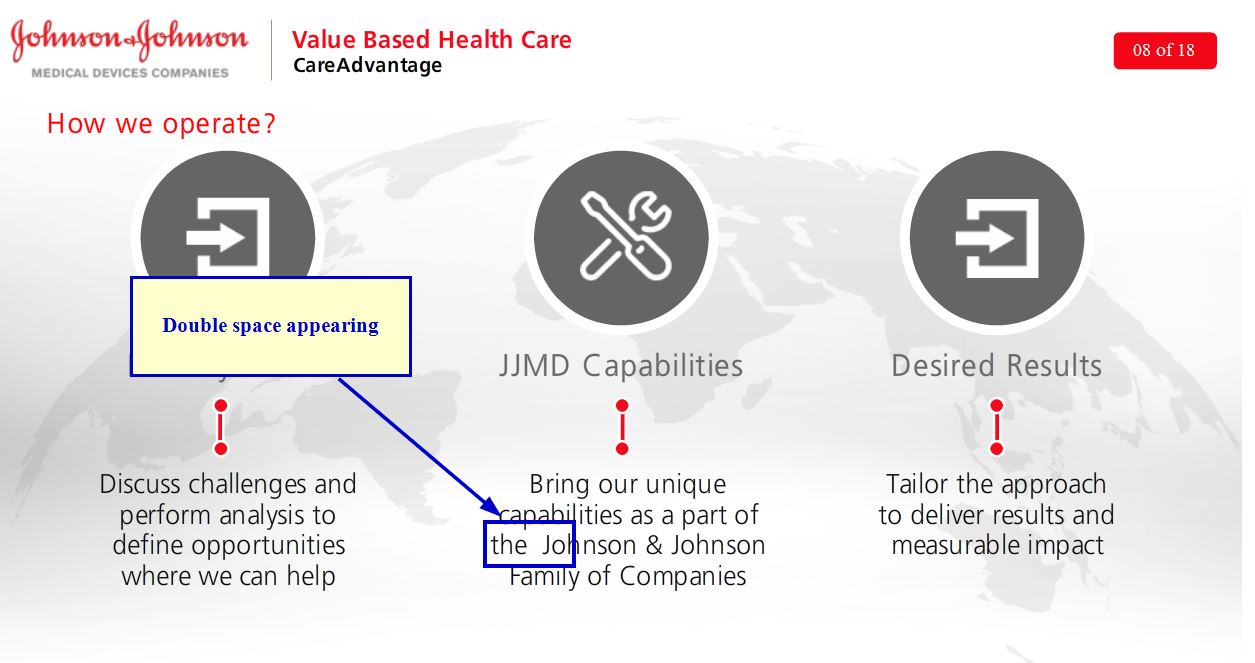 Johnson & Johnson
MEDICAL DEVICES COMPANIES
Value Based Health Care
CareAdvantage
08 of 18
How we operate?
Double space appearing
JJMD Capabilities
Desired Results
Discuss challenges and
perform analysis to
define opportunities
where we can help
Bring our unique
capabilities as a part of
the  Johnson & Johnson
Family of Companies
Tailor the approach
to deliver results and
measurable impact